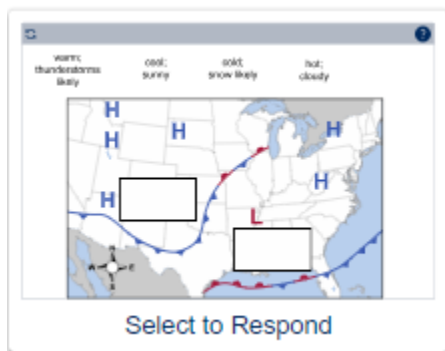 ?
warm; cool; cold; hot;
thunderstorms sunny snow likely cloudy
likely
H
H
H
H
H
H
L
N
W E
S
Select to Respond